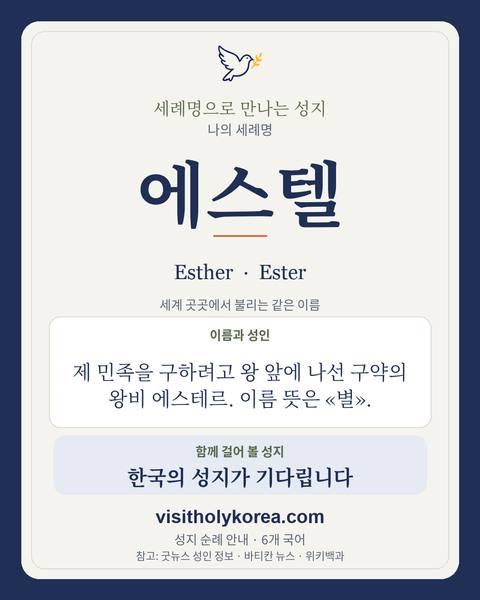 세례명으로 만나는 성지
나의 세례명
에스텔
Esther · Ester
세계 곳곳에서 불리는 같은 이름
이름과 성인
제 민족을 구하려고 왕 앞에 나선 구약의
왕비 에스테르. 이름 뜻은 «별».
함께 걸어 볼 성지
한국의 성지가 기다립니다
visitholykorea.com
성지 순례 안내 · 6개 국어
참고: 굿뉴스 성인 정보 · 바티칸 뉴스 · 위키백과